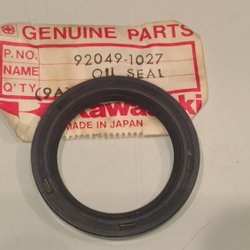 GENUINE PARTS
P.NO. 92049-1027
NAME OIL SEAL
Q'TY
Kawasaki
MADE IN JAPAN